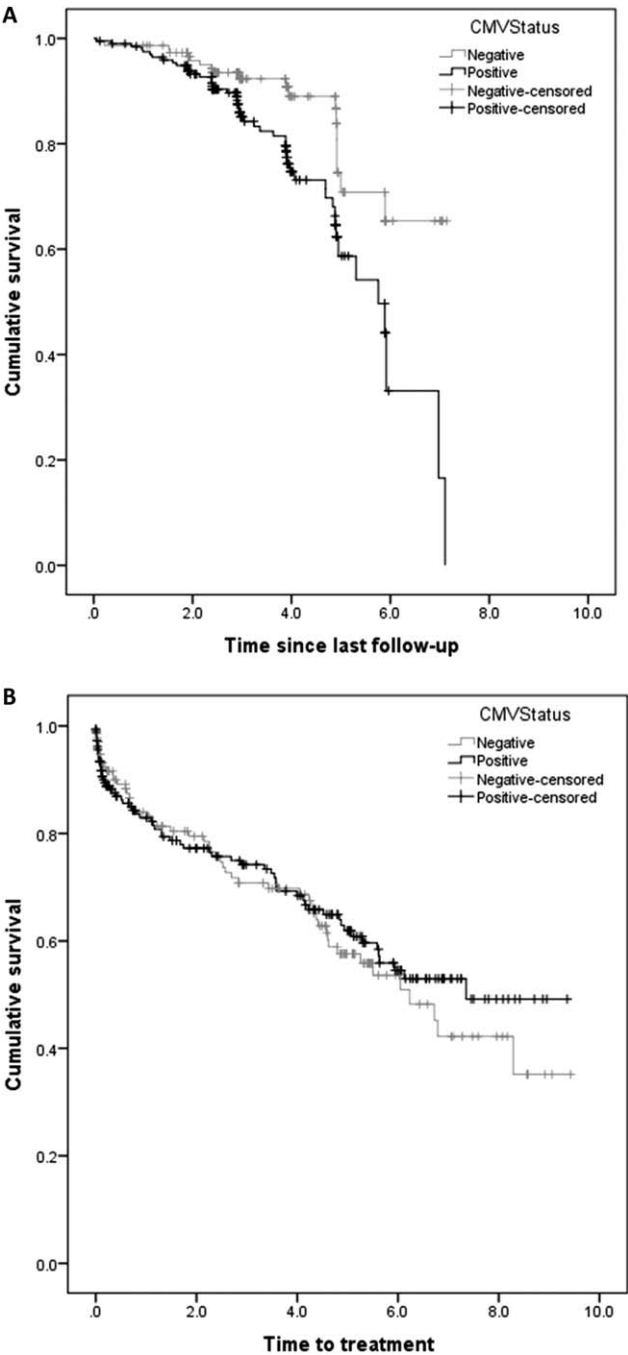 A
CMVStatus
Negative
Positive
Negative-censored
Positive-censored
Cumulative survival
1.0
0.8
0.6
0.4
0.2
0.0
.0 2.0 4.0 6.0 8.0 10.0
Time since last follow-up
B
CMVStatus
Negative
Positive
Negative-censored
Positive-censored
Cumulative survival
1.0
0.8
0.6
0.4
0.2
0.0
.0 2.0 4.0 6.0 8.0 10.0
Time to treatment